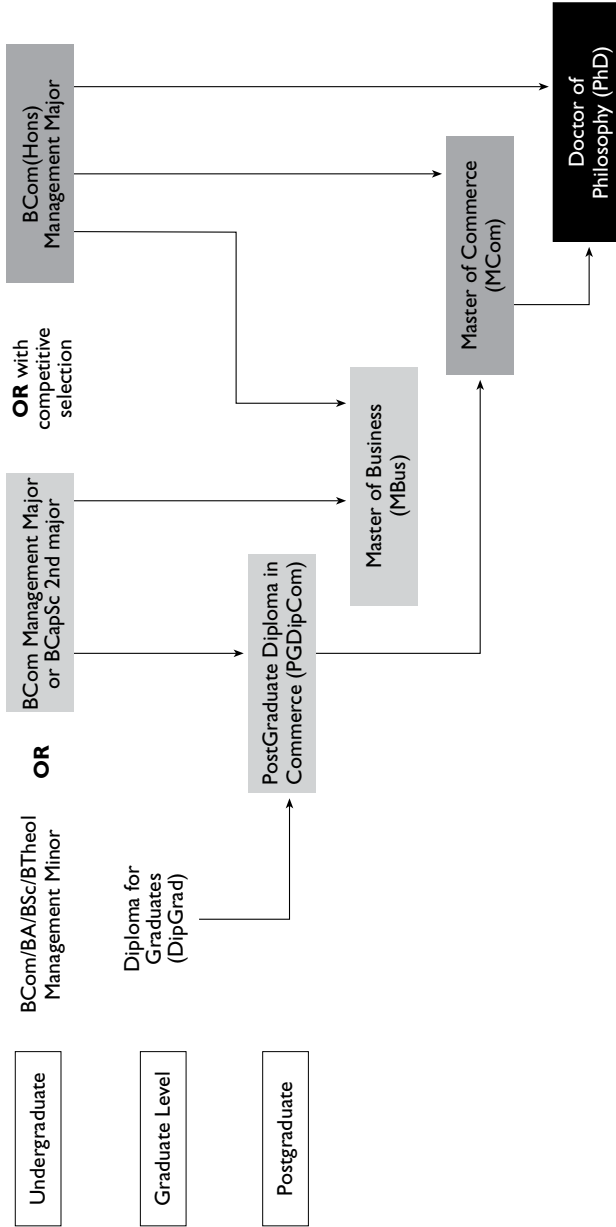 Undergraduate
BCom/BA/BSc/BTheol
Management Minor
OR
BCom Management Major
or BCapSc 2nd major
OR with
competitive
selection
BCom(Hons)
Management Major
Graduate Level
Diploma for
Graduates
(DipGrad)
Postgraduate
PostGraduate Diploma in
Commerce (PGDipCom)
Master of Business
(MBus)
Master of Commerce
(MCom)
Doctor of
Philosophy (PhD)